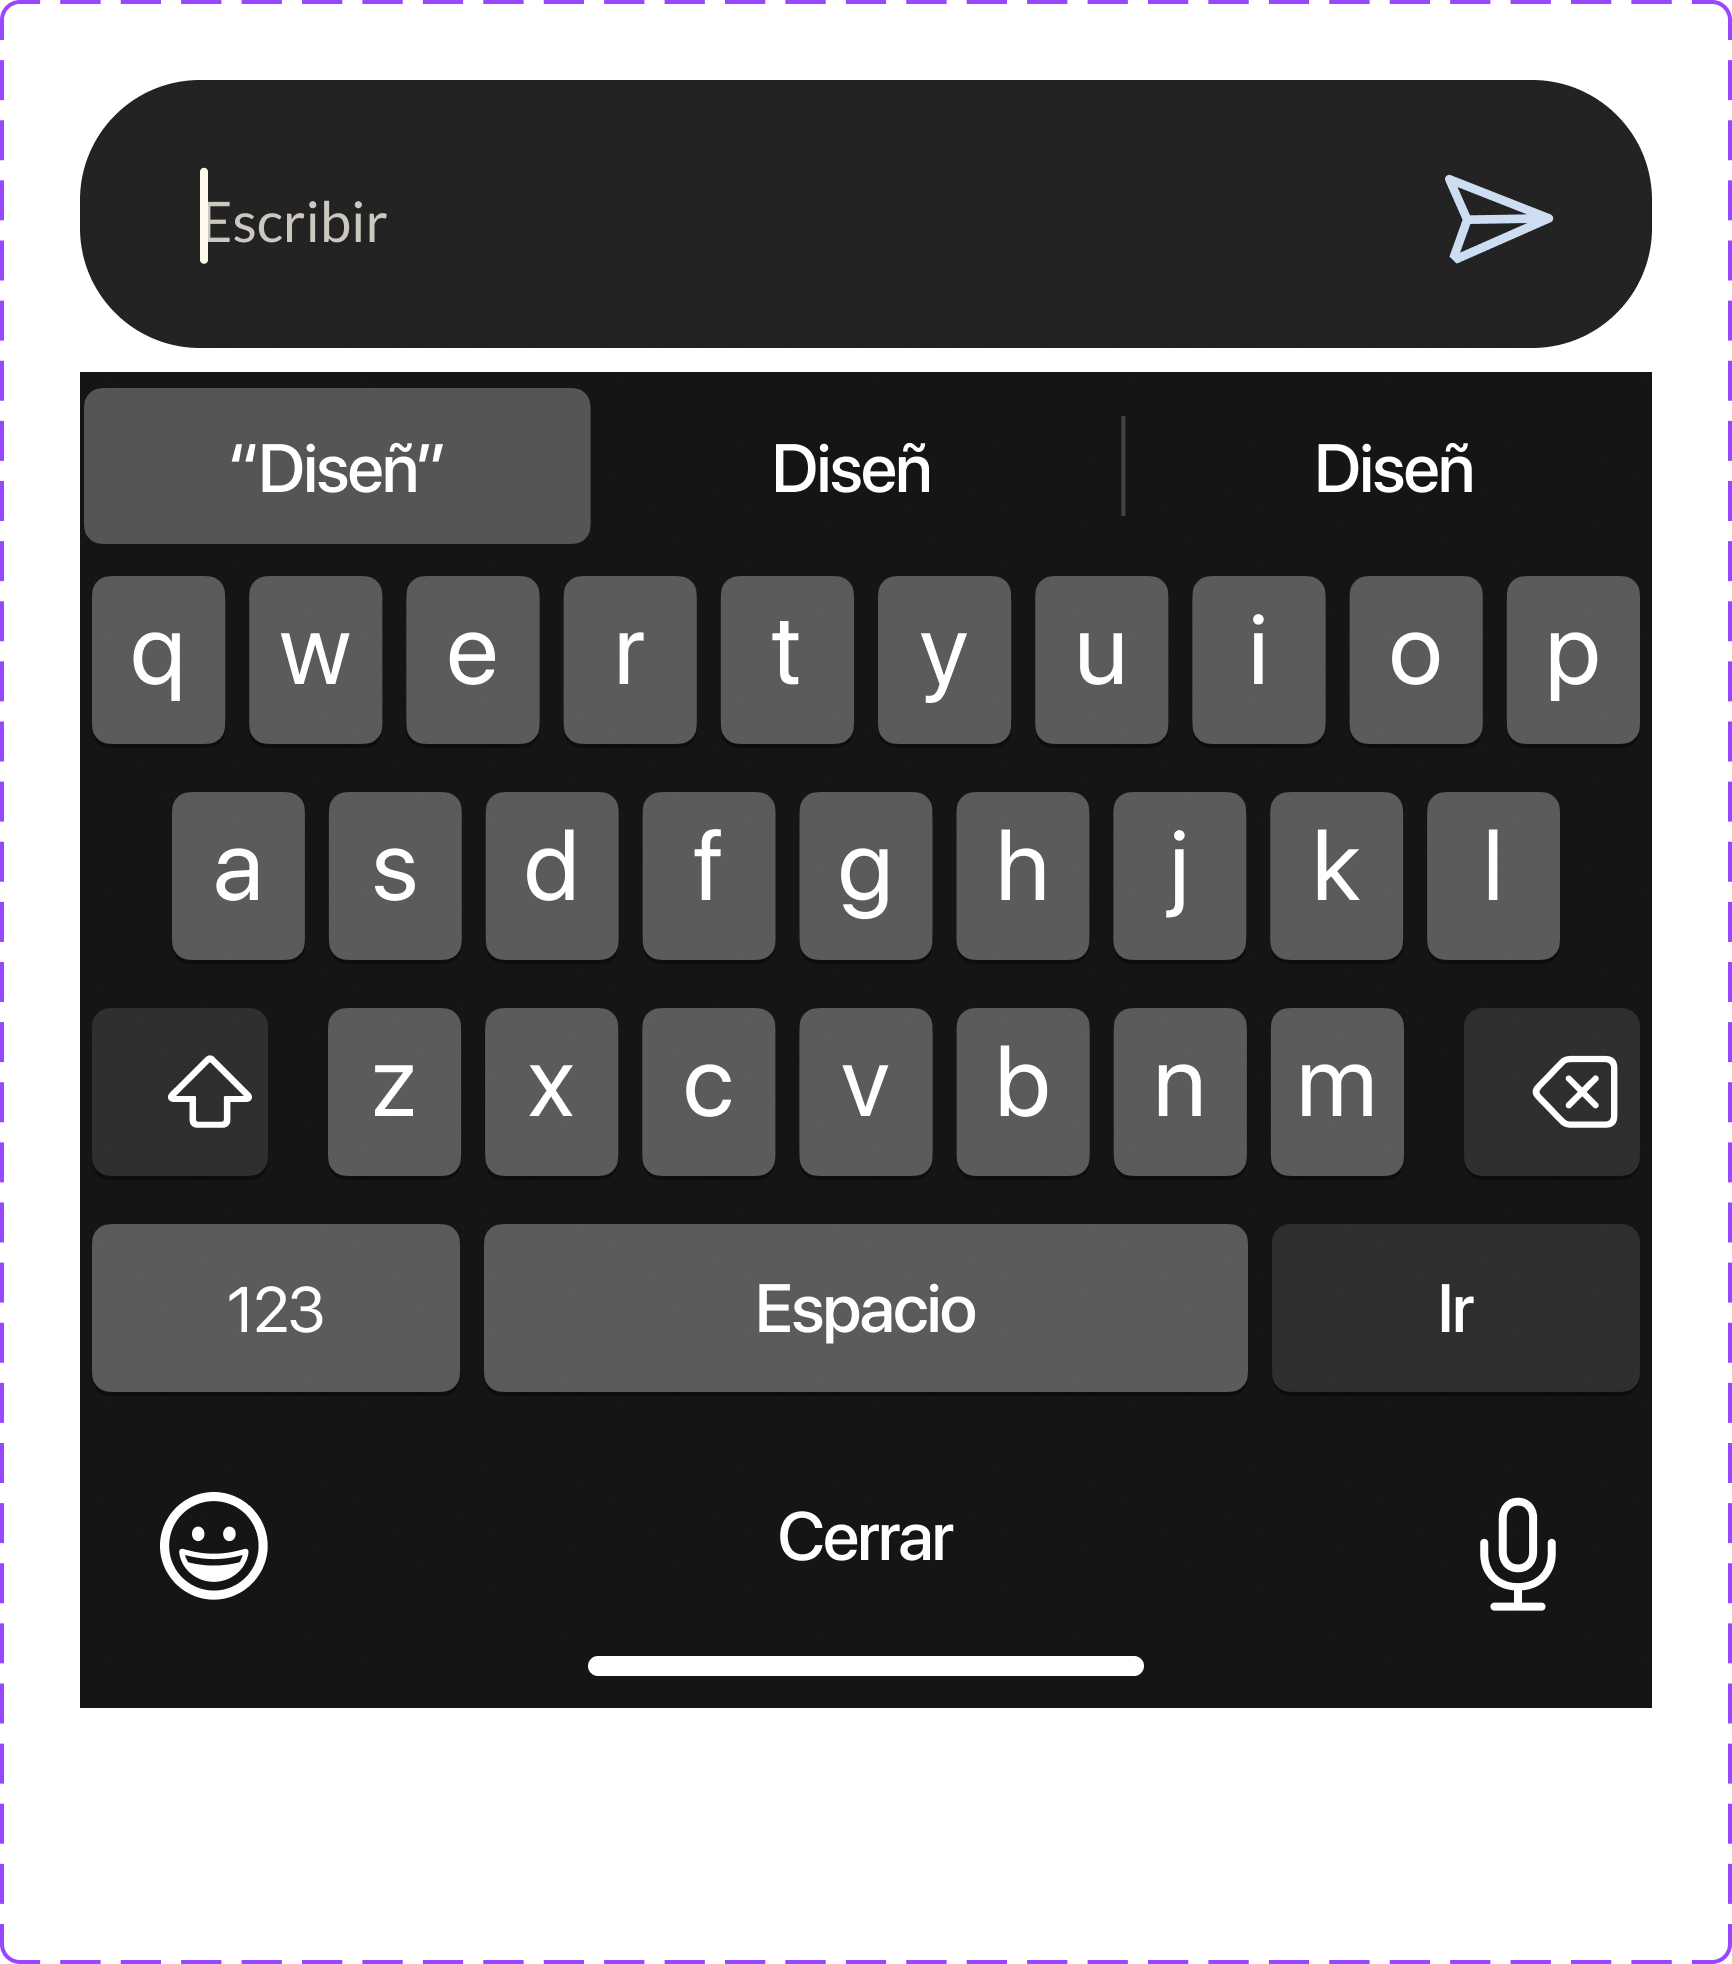 Escribir
“Diseñ” Diseñ Diseñ
q w e r t y u i o p
a s d f g h j k l
z x c v b n m
123 Espacio Ir
Cerrar